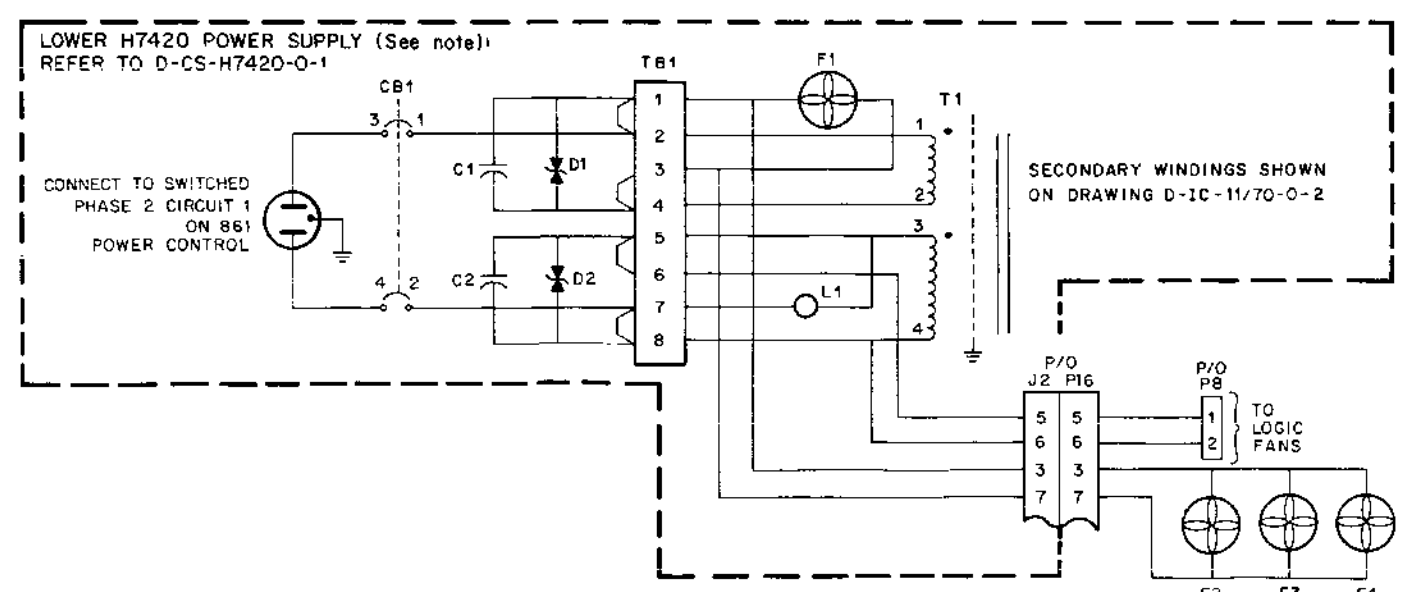 LOWER H7420 POWER SUPPLY (See note)
REFER TO D-CS-H7420-0-1
CB1
3
1
CONNECT TO SWITCHED
PHASE 2 CIRCUIT 1
ON 861
POWER CONTROL
4
2
C1
D1
C2
D2
TB1
1
2
3
4
5
6
7
8
F1
L1
T1
1
2
3
4
SECONDARY WINDINGS SHOWN
ON DRAWING D-IC-11/70-0-2
P/O
J2 P16
5 5
6 6
3 3
7 7
P/O
P8
1
2
TO
LOGIC
FANS